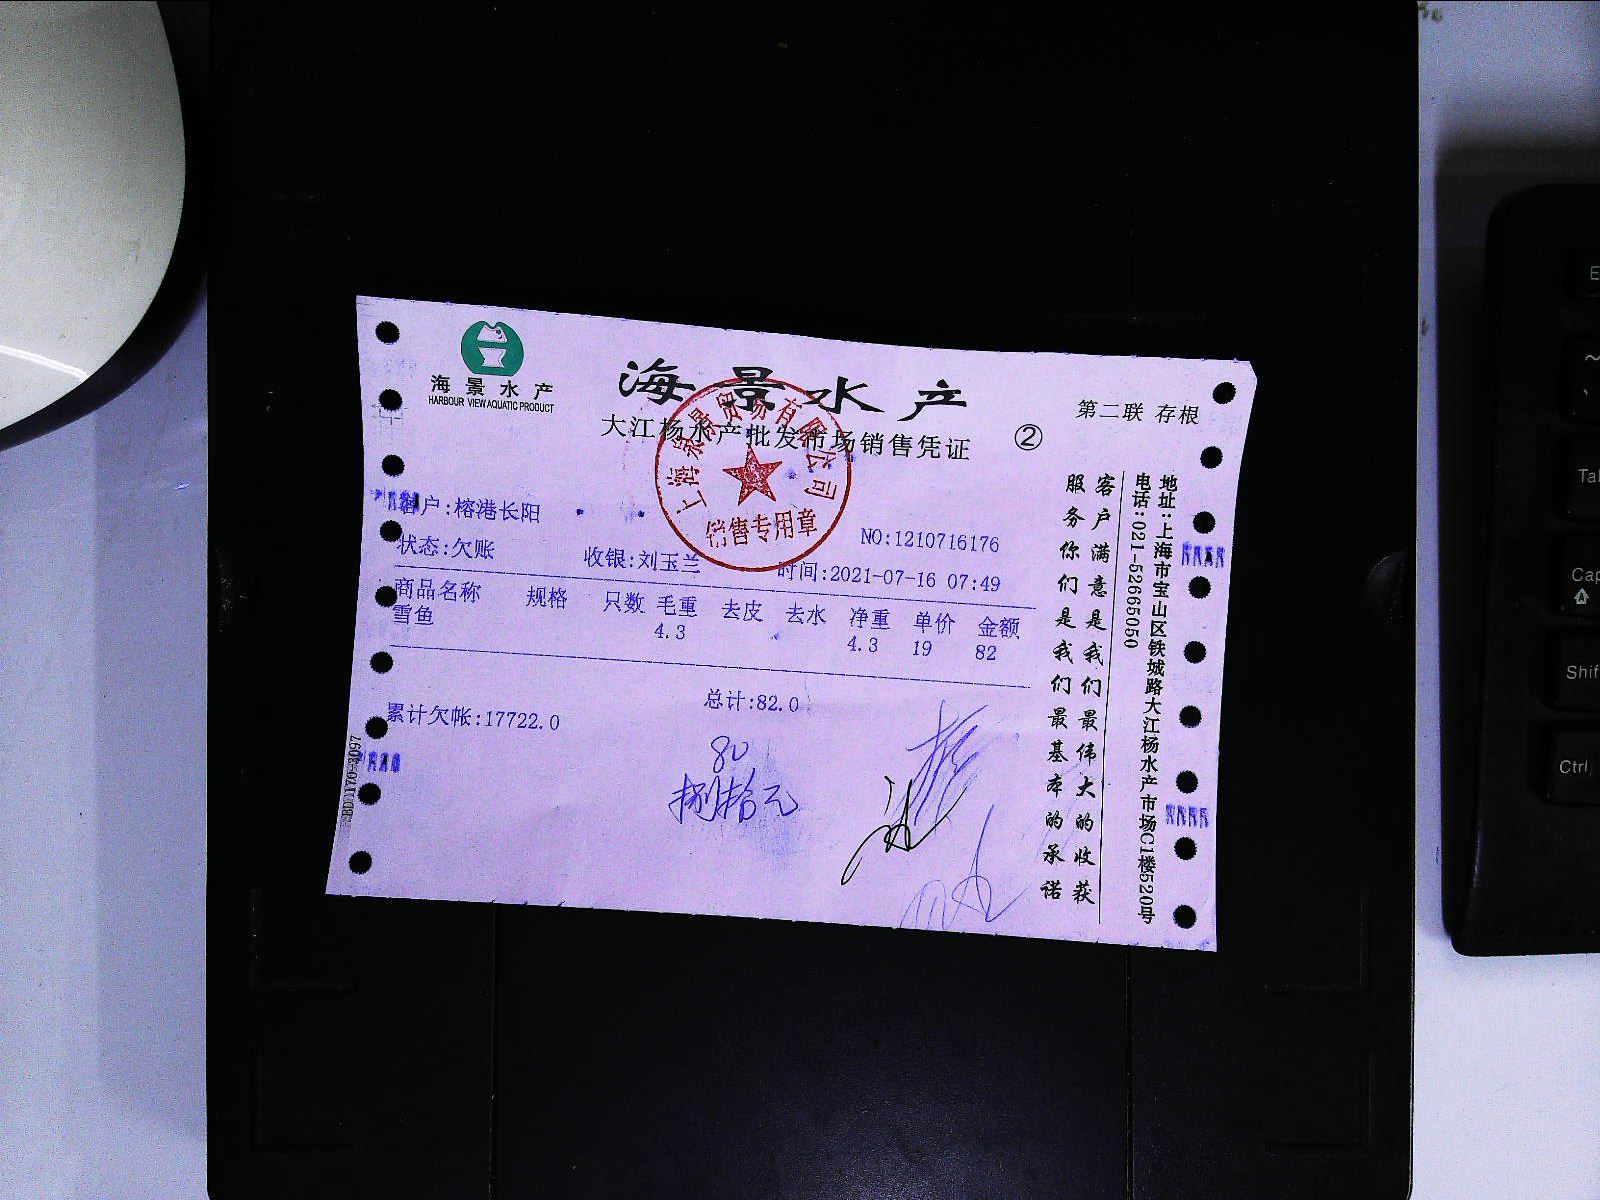 海景水产
HARBOUR VIEW AQUATIC PRODUCT
海景水产
大江杨水产批发市场销售凭证
②
第二联 存根
客户:榕港长阳
NO:1210716176
状态:欠账
收银:刘玉兰
时间:2021-07-16 07:49
商品名称 规格 只数 毛重 去皮 去水 净重 单价 金额
雪鱼 4.3 4.3 19 82
总计:82.0
累计欠帐:17722.0
80
捌拾元
上海泉景贸易有限公司
销售专用章
客户满意是我们最伟大的收获
服务你们是我们最基本的承诺
地址:上海市宝山区铁城路大江杨水产市场C1楼520号
电话:021-52665050
Tab
Shift
Ctrl